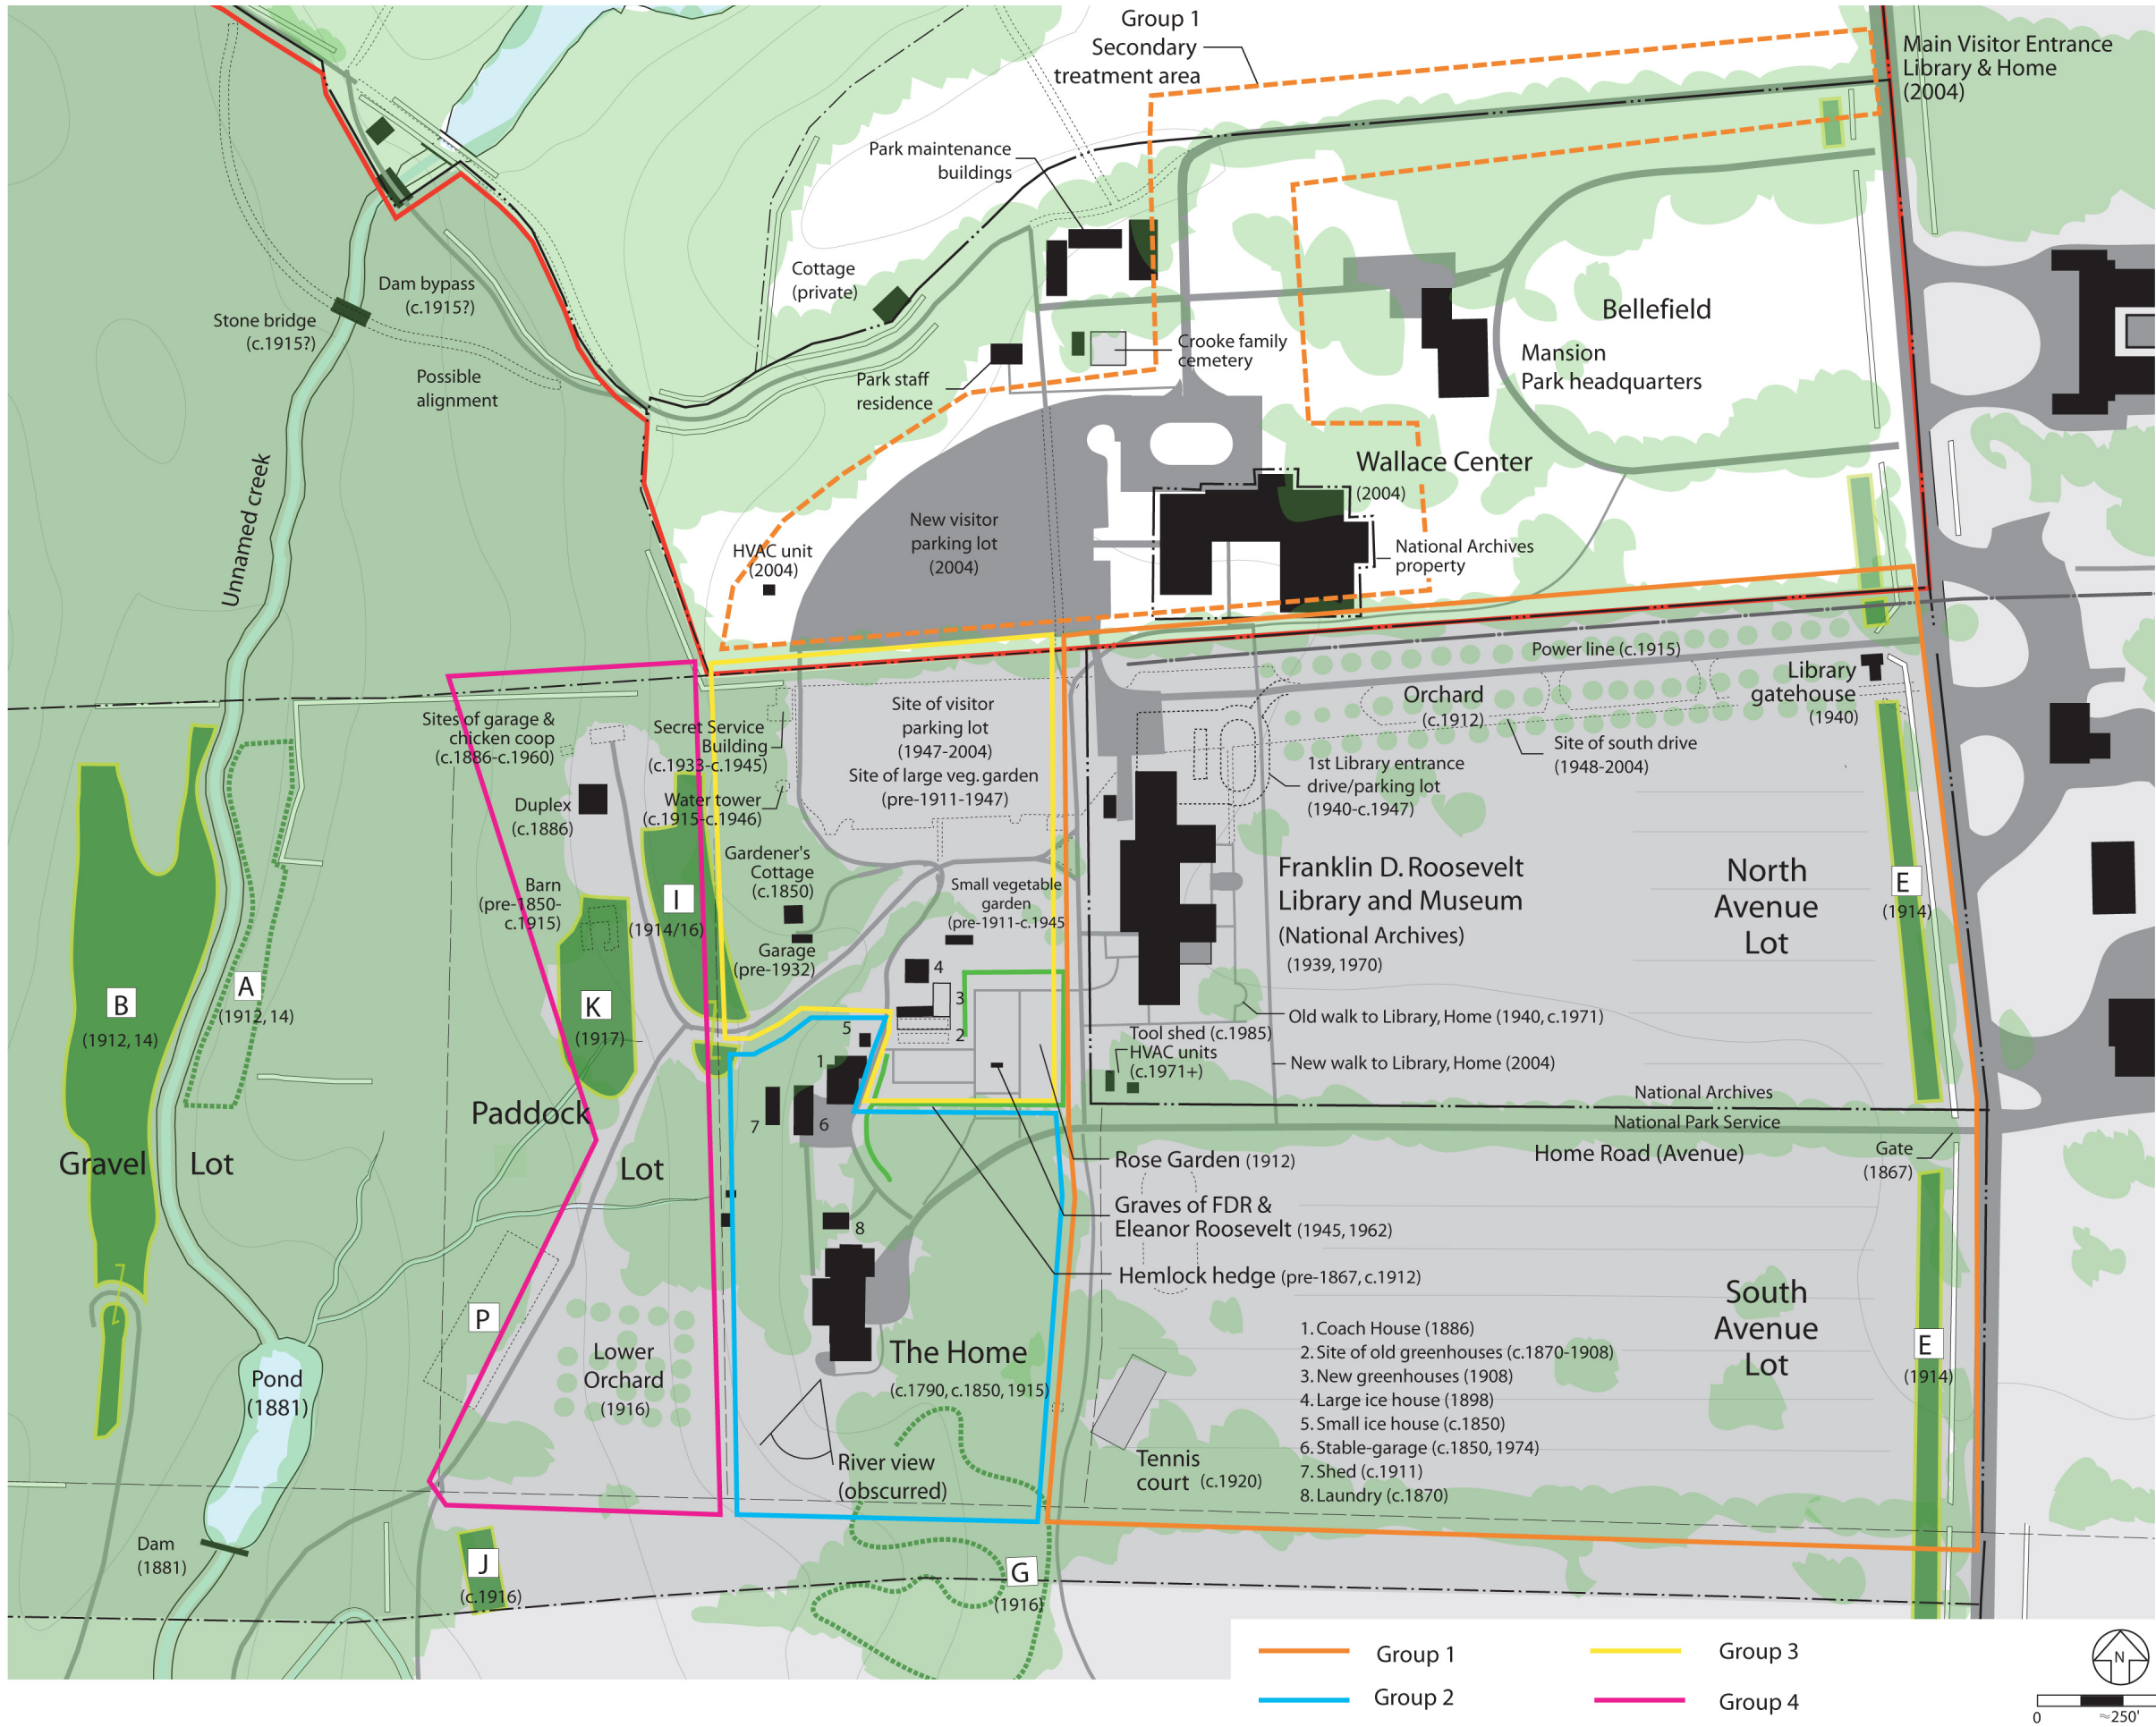 Group 1
Secondary
treatment area
Main Visitor Entrance
Library & Home
(2004)
Park maintenance
buildings
Cottage
(private)
Dam bypass
(c.1915?)
Stone bridge
(c.1915?)
Possible
alignment
Unnamed creek
Crooke family
cemetery
Park staff
residence
Bellefield
Mansion
Park headquarters
Wallace Center
(2004)
National Archives
property
New visitor
parking lot
(2004)
HVAC unit
(2004)
Power line (c.1915)
Library
gatehouse
(1940)
Orchard
(c.1912)
Site of south drive
(1948-2004)
1st Library entrance
drive/parking lot
(1940-c.1947)
Sites of garage &
chicken coop
(c.1886-c.1960)
Secret Service
Building
(c.1933-c.1945)
Site of visitor
parking lot
(1947-2004)
Site of large veg. garden
(pre-1911-1947)
Water tower
(c.1915-c.1946)
Duplex
(c.1886)
Gardener's
Cottage
(c.1850)
Small vegetable
garden
(pre-1911-c.1945
Barn
(pre-1850-
c.1915)
I
(1914/16)
Garage
(pre-1932)
Franklin D. Roosevelt
Library and Museum
(National Archives)
(1939, 1970)
North
Avenue
Lot
E
(1914)
B
(1912, 14)
A
(1912, 14)
K
(1917)
4
3
2
5
1
6
7
8
Old walk to Library, Home (1940, c.1971)
Tool shed (c.1985)
HVAC units
(c.1971+)
New walk to Library, Home (2004)
National Archives
National Park Service
Home Road (Avenue)
Gate
(1867)
Paddock
Lot
Gravel
Lot
Rose Garden (1912)
Graves of FDR &
Eleanor Roosevelt (1945, 1962)
Hemlock hedge (pre-1867, c.1912)
P
Lower
Orchard
(1916)
The Home
(c.1790, c.1850, 1915)
River view
(obscurred)
Tennis
court (c.1920)
1. Coach House (1886)
2. Site of old greenhouses (c.1870-1908)
3. New greenhouses (1908)
4. Large ice house (1898)
5. Small ice house (c.1850)
6. Stable-garage (c.1850, 1974)
7. Shed (c.1911)
8. Laundry (c.1870)
South
Avenue
Lot
E
(1914)
Pond
(1881)
Dam
(1881)
J
(c.1916)
G
(1916)
Group 1
Group 2
Group 3
Group 4
N
0
≈250'